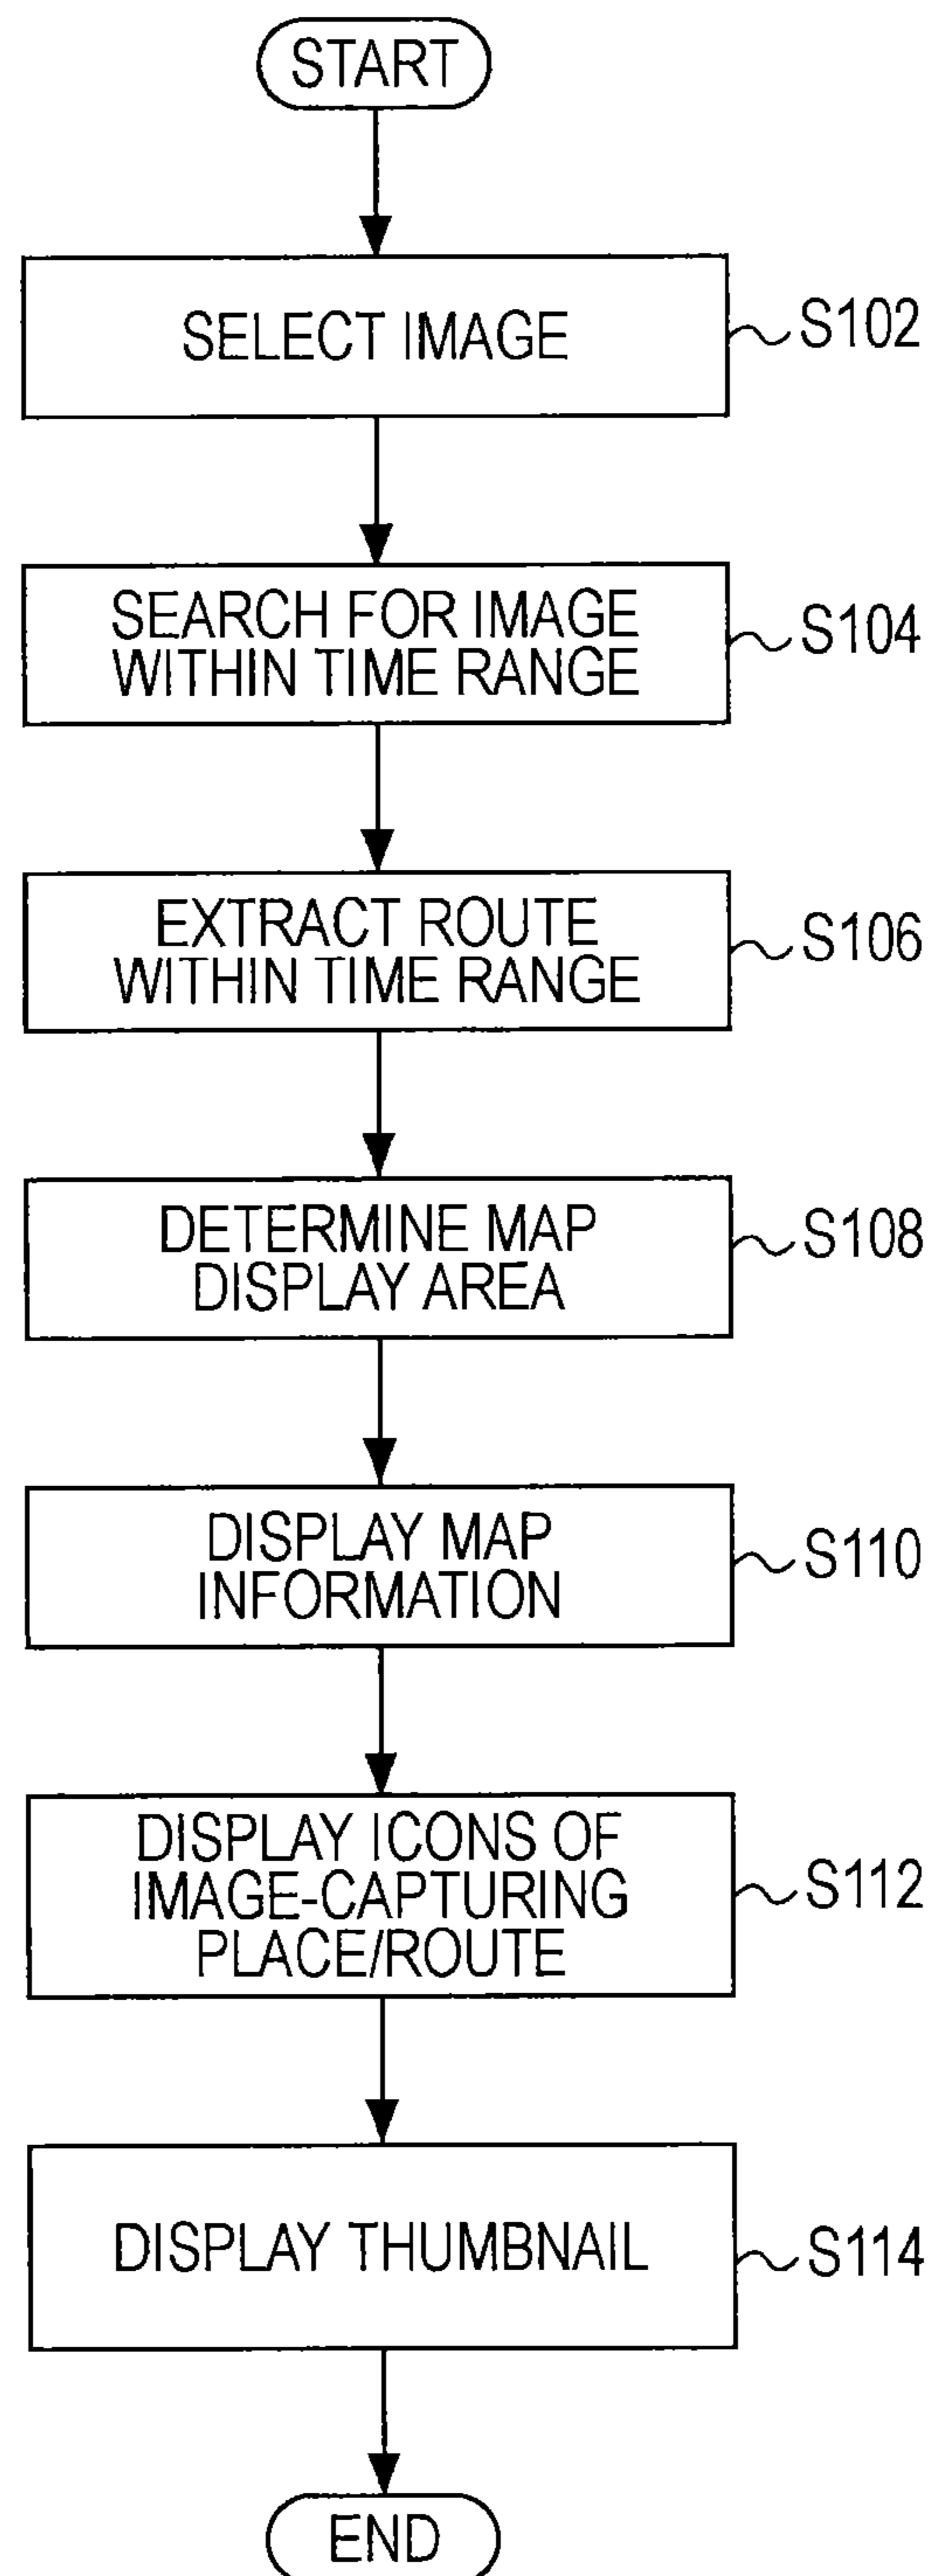 START
SELECT IMAGE
S102
SEARCH FOR IMAGE
WITHIN TIME RANGE
S104
EXTRACT ROUTE
WITHIN TIME RANGE
S106
DETERMINE MAP
DISPLAY AREA
S108
DISPLAY MAP
INFORMATION
S110
DISPLAY ICONS OF
IMAGE-CAPTURING
PLACE/ROUTE
S112
DISPLAY THUMBNAIL
S114
END